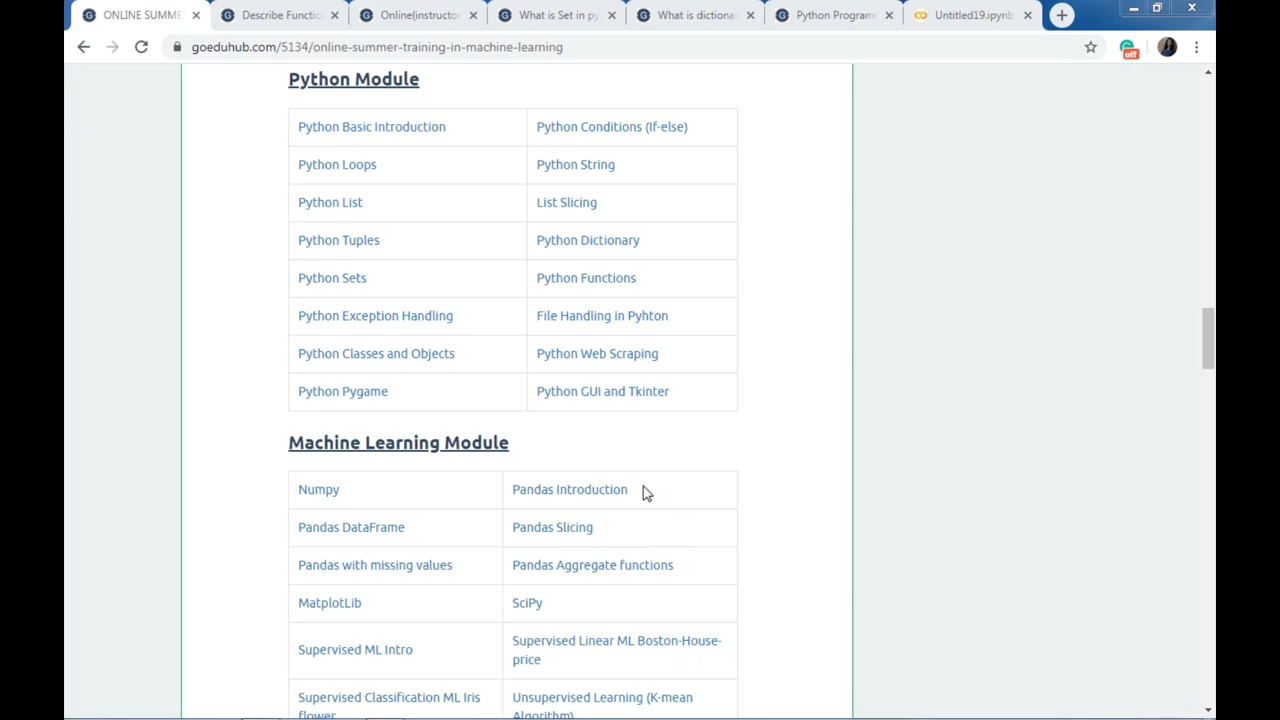 ONLINE SUMME
Describe Functio
Online(instructor
What is Set in py
What is dictionar
Python Program
Untitled19.ipynb
goeduhub.com/5134/online-summer-training-in-machine-learning
off
Python Module
Python Basic Introduction
Python Conditions (If-else)
Python Loops
Python String
Python List
List Slicing
Python Tuples
Python Dictionary
Python Sets
Python Functions
Python Exception Handling
File Handling in Pyhton
Python Classes and Objects
Python Web Scraping
Python Pygame
Python GUI and Tkinter
Machine Learning Module
Numpy
Pandas Introduction
Pandas DataFrame
Pandas Slicing
Pandas with missing values
Pandas Aggregate functions
MatplotLib
SciPy
Supervised ML Intro
Supervised Linear ML Boston-House-
price
Supervised Classification ML Iris
flower
Unsupervised Learning (K-mean
Algorithm)